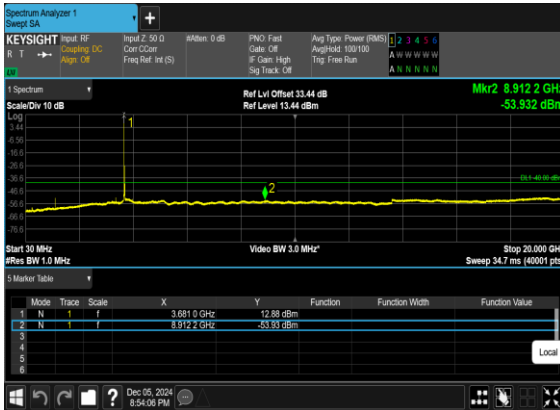 Spectrum Analyzer 1
Swept SA
+
KEYSIGHT Input: RF Input Z: 50 Ω #Atten: 0 dB PNO: Fast Avg Type: Power (RMS) 1 2 3 4 5 6
R T Coupling: DC Corr CCorr Gate: Off Avg|Hold: 100/100 A W W W W W
Align: Off Freq Ref: Int (S) IF Gain: High Trig: Free Run
Sig Track: Off A N N N N N
1 Spectrum
Ref Lvl Offset 33.44 dB Mkr2 8.912 2 GHz
Scale/Div 10 dB Ref Level 13.44 dBm -53.932 dBm
Log
3.44
-6.56
-16.6
-26.6
-36.6
DL1 -40.00 dBm
-46.6
-56.6
-66.6
-76.6
1
2
Start 30 MHz Video BW 3.0 MHz* Stop 20.000 GHz
#Res BW 1.0 MHz Sweep 34.7 ms (40001 pts)
5 Marker Table
Mode Trace Scale X Y Function Function Width Function Value
1 N 1 f 3.681 0 GHz 12.88 dBm
2 N 1 f 8.912 2 GHz -53.93 dBm
3
4
5
6
Local
? Dec 05, 2024
8:54:06 PM